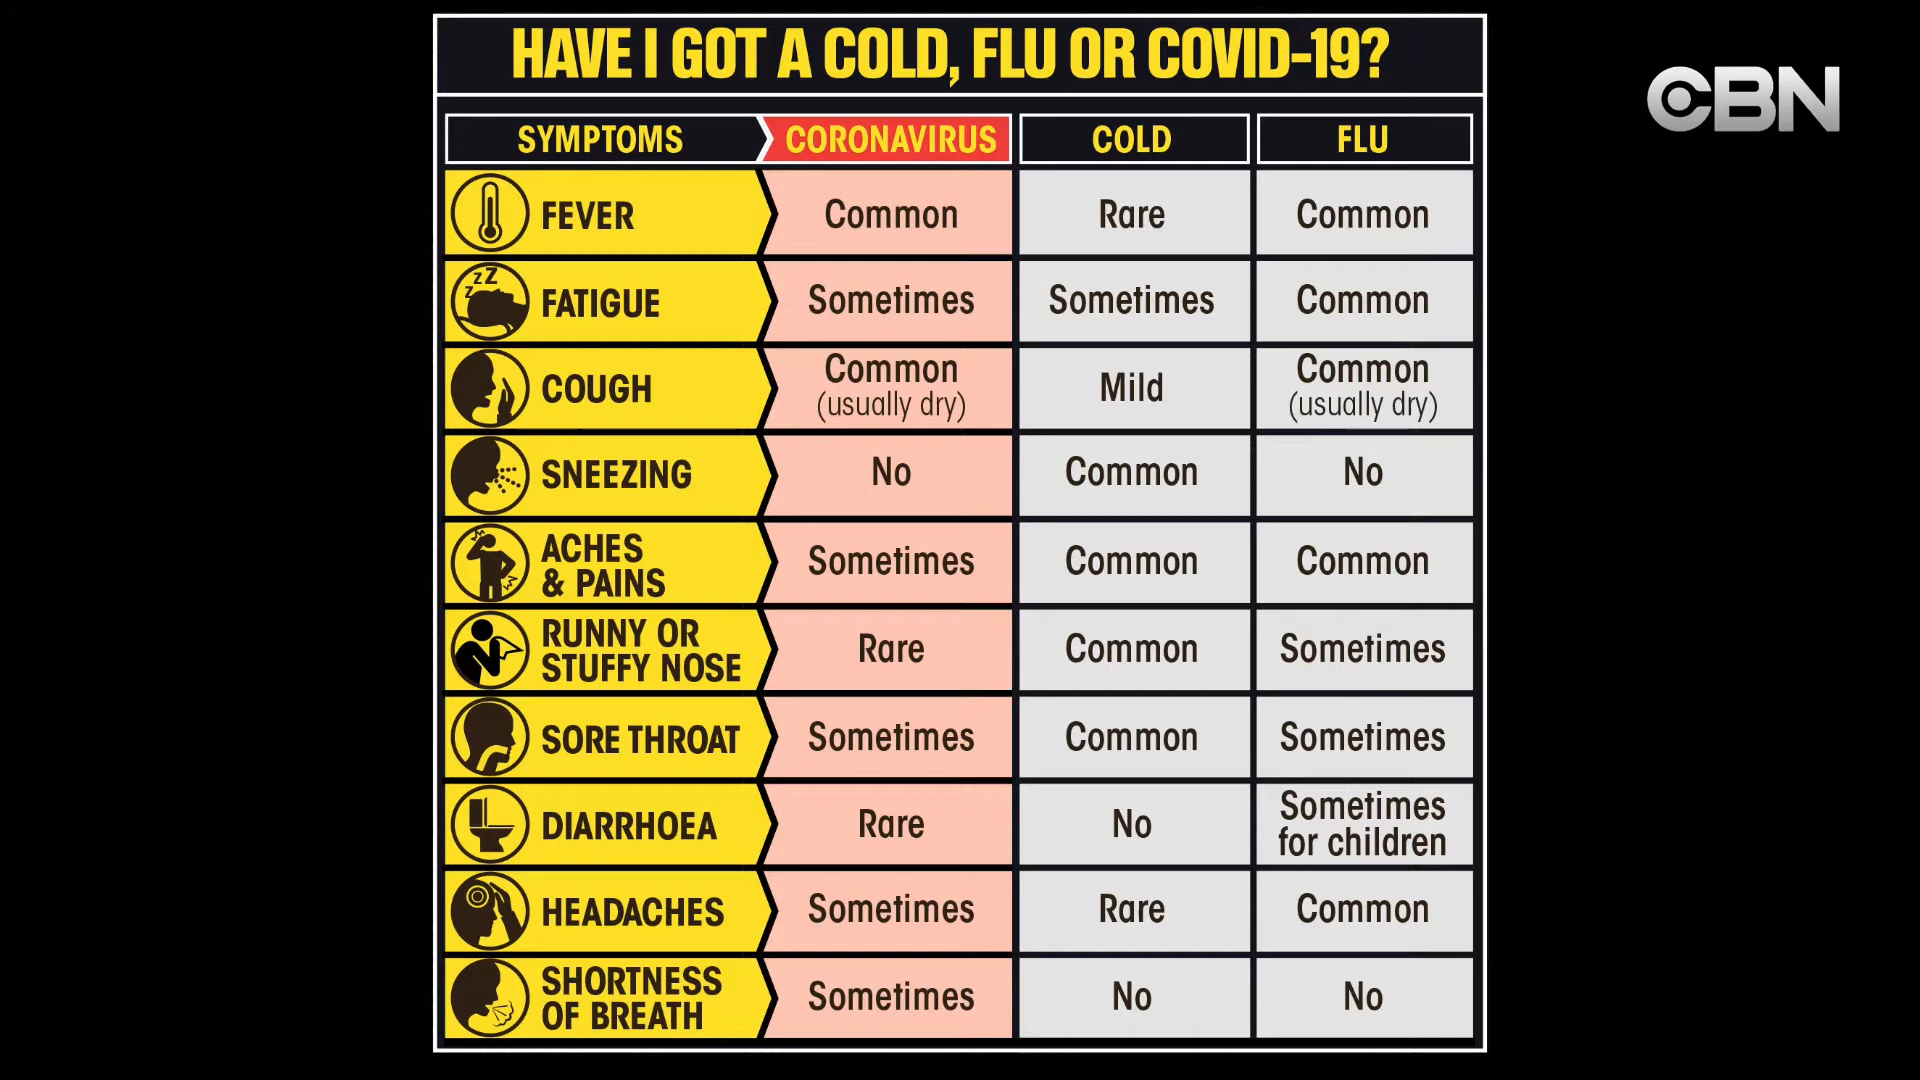 HAVE I GOT A COLD, FLU OR COVID-19?
CBN
SYMPTOMS CORONAVIRUS COLD FLU
FEVER Common Rare Common
zzZ
FATIGUE Sometimes Sometimes Common
COUGH Common (usually dry) Mild Common (usually dry)
SNEEZING No Common No
ACHES & PAINS Sometimes Common Common
RUNNY OR STUFFY NOSE Rare Common Sometimes
SORE THROAT Sometimes Common Sometimes
DIARRHOEA Rare No Sometimes for children
HEADACHES Sometimes Rare Common
SHORTNESS OF BREATH Sometimes No No